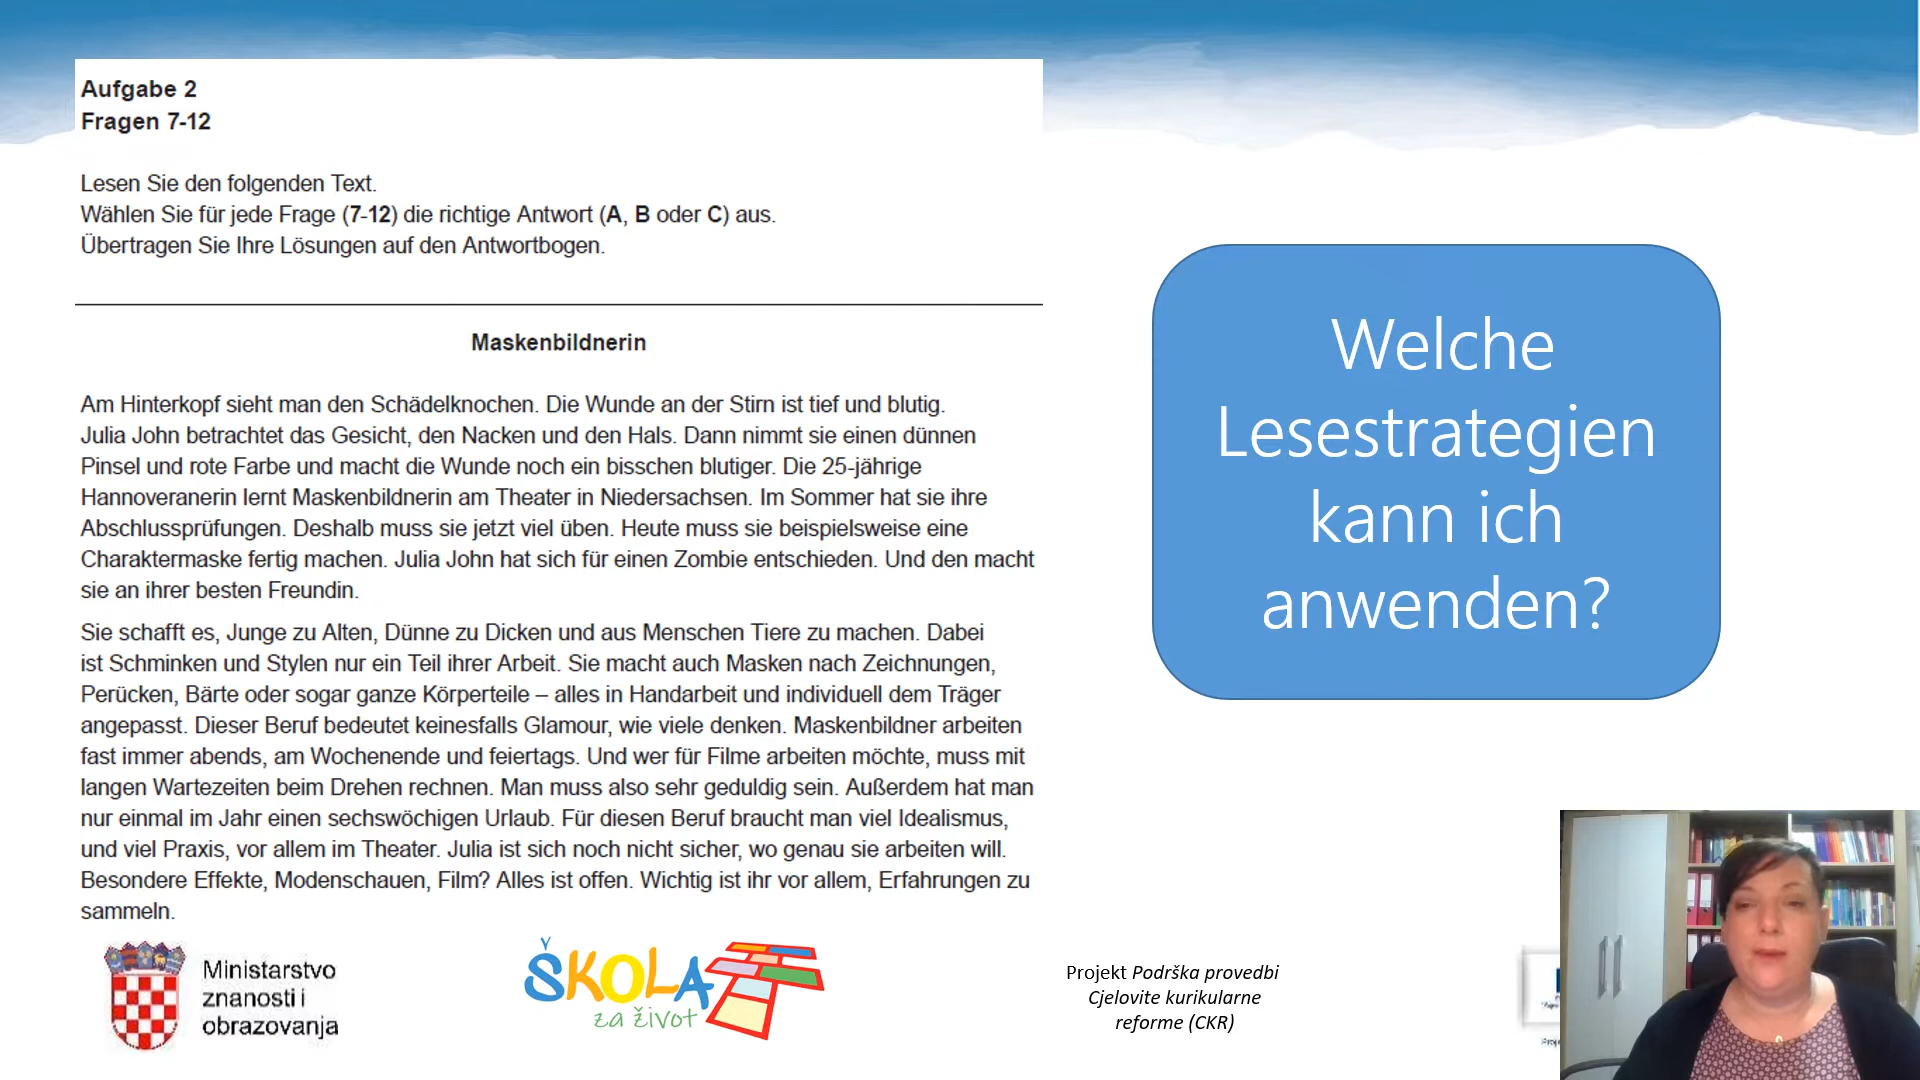 Aufgabe 2
Fragen 7-12
Lesen Sie den folgenden Text.
Wählen Sie für jede Frage (7-12) die richtige Antwort (A, B oder C) aus.
Übertragen Sie Ihre Lösungen auf den Antwortbogen.
Maskenbildnerin
Am Hinterkopf sieht man den Schädelknochen. Die Wunde an der Stirn ist tief und blutig.
Julia John betrachtet das Gesicht, den Nacken und den Hals. Dann nimmt sie einen dünnen
Pinsel und rote Farbe und macht die Wunde noch ein bisschen blutiger. Die 25-jährige
Hannoveranerin lernt Maskenbildnerin am Theater in Niedersachsen. Im Sommer hat sie ihre
Abschlussprüfungen. Deshalb muss sie jetzt viel üben. Heute muss sie beispielsweise eine
Charaktermaske fertig machen. Julia John hat sich für einen Zombie entschieden. Und den macht
sie an ihrer besten Freundin.
Sie schafft es, Junge zu Alten, Dünne zu Dicken und aus Menschen Tiere zu machen. Dabei
ist Schminken und Stylen nur ein Teil ihrer Arbeit. Sie macht auch Masken nach Zeichnungen,
Perücken, Bärte oder sogar ganze Körperteile – alles in Handarbeit und individuell dem Träger
angepasst. Dieser Beruf bedeutet keinesfalls Glamour, wie viele denken. Maskenbildner arbeiten
fast immer abends, am Wochenende und feiertags. Und wer für Filme arbeiten möchte, muss mit
langen Wartezeiten beim Drehen rechnen. Man muss also sehr geduldig sein. Außerdem hat man
nur einmal im Jahr einen sechswöchigen Urlaub. Für diesen Beruf braucht man viel Idealismus,
und viel Praxis, vor allem im Theater. Julia ist sich noch nicht sicher, wo genau sie arbeiten will.
Besondere Effekte, Modenschauen, Film? Alles ist offen. Wichtig ist ihr vor allem, Erfahrungen zu
sammeln.
Welche
Lesestrategien
kann ich
anwenden?
Ministarstvo
znanosti i
obrazovanja
ŠKOLA
za život
Projekt Podrška provedbi
Cjelovite kurikularne
reforme (CKR)